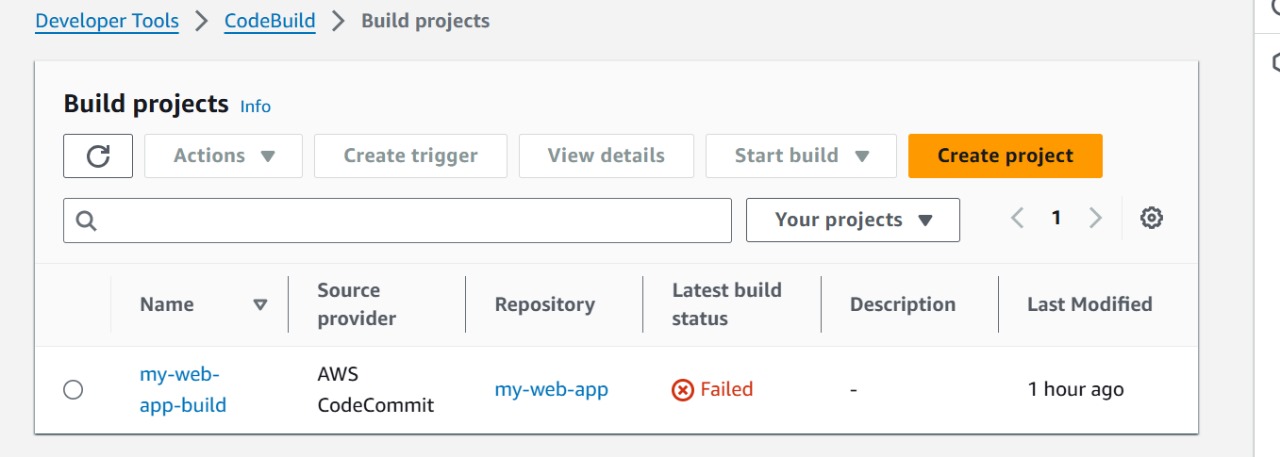 Developer Tools > CodeBuild > Build projects
Build projects Info
Actions Create trigger View details Start build Create project
Your projects 1
Name Source provider Repository Latest build status Description Last Modified
my-web-app-build AWS CodeCommit my-web-app Failed - 1 hour ago